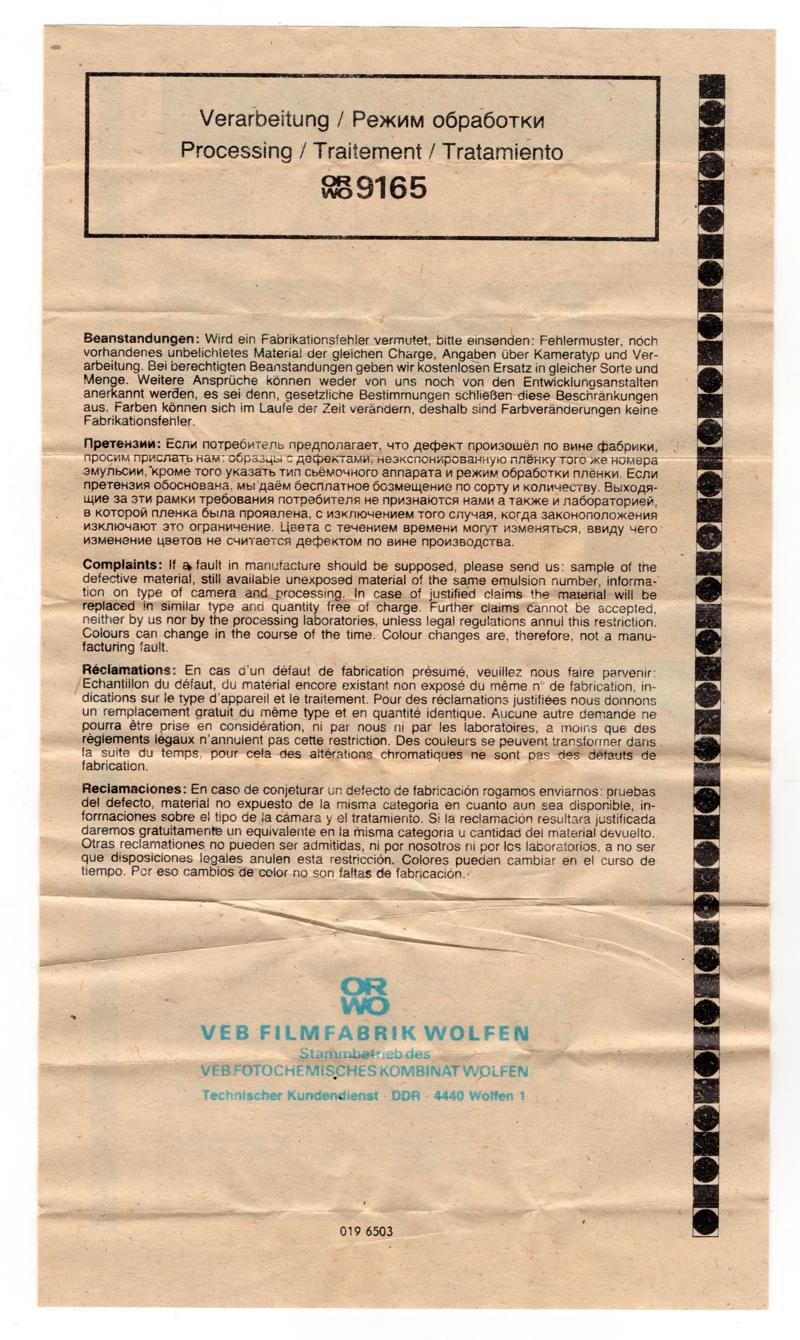 Verarbeitung / Режим обработки
Processing / Traitement / Tratamiento
ORWO 9165
Beanstandungen: Wird ein Fabrikationsfehler vermutet, bitte einsenden: Fehlermuster, noch
vorhandenes unbelichtetes Material der gleichen Charge, Angaben über Kameratyp und Ver-
arbeitung. Bei berechtigten Beanstandungen geben wir kostenlosen Ersatz in gleicher Sorte und
Menge. Weitere Ansprüche können weder von uns noch von den Entwicklungsanstalten
anerkannt werden, es sei denn, gesetzliche Bestimmungen schließen diese Beschränkungen
aus. Farben können sich im Laufe der Zeit verändern, deshalb sind Farbveränderungen keine
Fabrikationsfehler.
Претензии: Если потребитель предполагает, что дефект произошёл по вине фабрики,
просим прислать нам: образцы с дефектами, неэкспонированную плёнку того же номера
эмульсии, кроме того указать тип съёмочного аппарата и режим обработки плёнки. Если
претензия обоснована, мы даём бесплатное возмещение по сорту и количеству. Выходя-
щие за эти рамки требования потребителя не признаются нами а также и лабораторией,
в которой пленка была проявлена, с изключением того случая, когда законоположения
изключают это ограничение. Цвета с течением времени могут изменяться, ввиду чего
изменение цветов не считается дефектом по вине производства.
Complaints: If a fault in manufacture should be supposed, please send us: sample of the
defective material, still available unexposed material of the same emulsion number, informa-
tion on type of camera and processing. In case of justified claims the material will be
replaced in similar type and quantity free of charge. Further claims cannot be accepted,
neither by us nor by the processing laboratories, unless legal regulations annul this restriction.
Colours can change in the course of the time. Colour changes are, therefore, not a manu-
facturing fault.
Réclamations: En cas d'un défaut de fabrication présumé, veuillez nous faire parvenir:
Echantillon du défaut, du matérial encore existant non exposé du même n° de fabrication, in-
dications sur le type d'appareil et le traitement. Pour des réclamations justifiées nous donnons
un remplacement gratuit du même type et en quantité identique. Aucune autre demande ne
pourra être prise en considération, ni par nous ni par les laboratoires, a moins que des
règlements légaux n'annulent pas cette restriction. Des couleurs se peuvent transformer dans
la suite du temps, pour cela des altérations chromatiques ne sont pas des défauts de
fabrication.
Reclamaciones: En caso de conjeturar un defecto de fabricación rogamos enviarnos: pruebas
del defecto, material no expuesto de la misma categoria en cuanto aun sea disponible, in-
formaciones sobre el tipo de la cámara y el tratamiento. Si la reclamación resultara justificada
daremos gratuitamente un equivalente en la misma categoria u cantidad del material devuelto.
Otras reclamationes no pueden ser admitidas, ni por nosotros ni por los laboratorios, a no ser
que disposiciones legales anulen esta restricción. Colores pueden cambiar en el curso de
tiempo. Por eso cambios de color no son faltas de fabricación.
OR
WO
VEB FILMFABRIK WOLFEN
Stammbetrieb des
VEB FOTOCHEMISCHES KOMBINAT WOLFEN
Technischer Kundendienst · DDR · 4440 Wolfen 1
019 6503